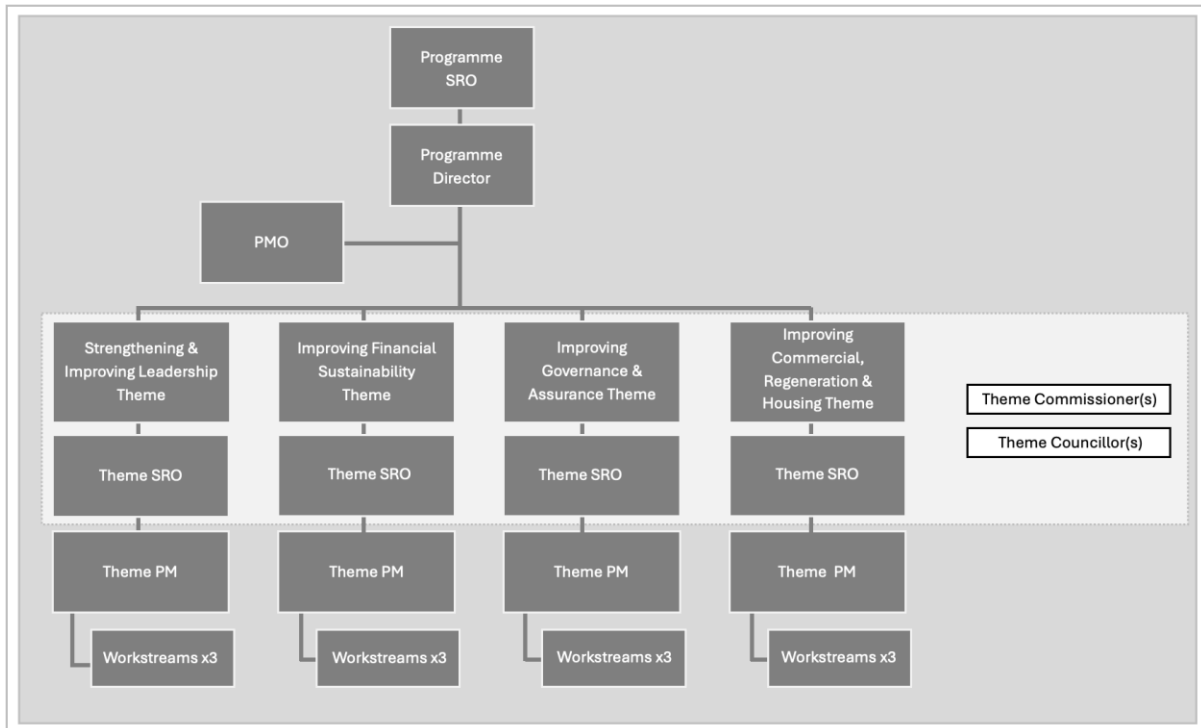 Programme
SRO
Programme
Director
PMO
Strengthening &
Improving Leadership
Theme
Improving Financial
Sustainability
Theme
Improving
Governance &
Assurance Theme
Improving
Commercial,
Regeneration &
Housing Theme
Theme Commissioner(s)
Theme Councillor(s)
Theme SRO
Theme SRO
Theme SRO
Theme SRO
Theme PM
Theme PM
Theme PM
Theme PM
Workstreams x3
Workstreams x3
Workstreams x3
Workstreams x3